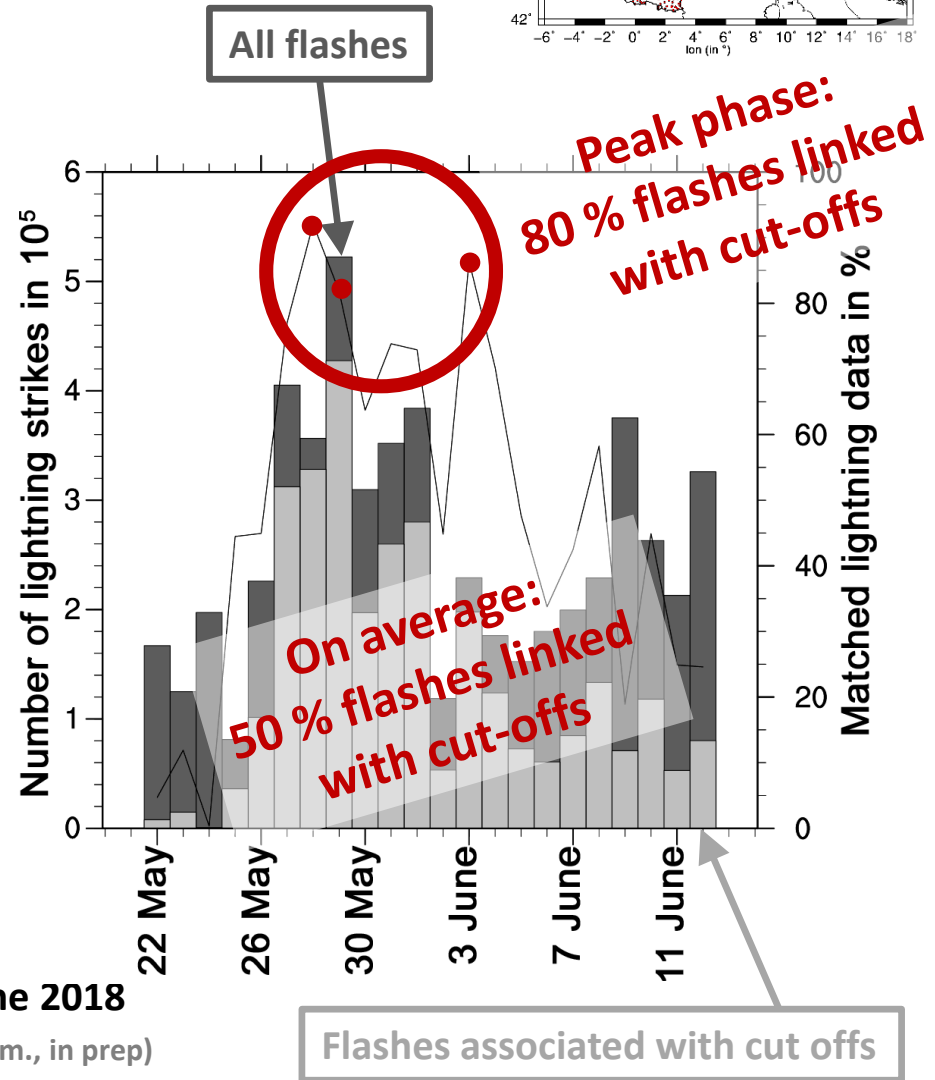 All flashes
42°
-6° -4° -2° 0° 2° 4° 6° 8° 10° 12° 14° 16° 18°
lon (in °)
Peak phase:
80 % flashes linked
with cut-offs
6
5
4
3
2
1
0
Number of lightning strikes in 10⁵
100
80
60
40
20
0
Matched lightning data in %
On average:
50 % flashes linked
with cut-offs
22 May
26 May
30 May
3 June
7 June
11 June
ne 2018
m., in prep)
Flashes associated with cut offs